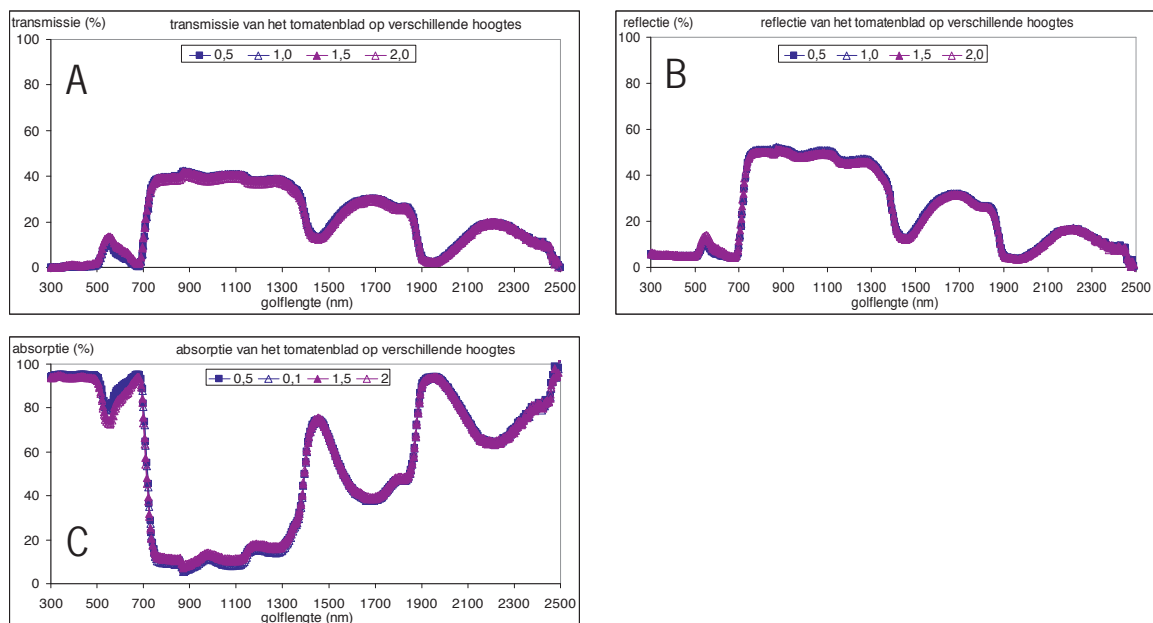 transmissie (%) transmissie van het tomatenblad op verschillende hoogtes
100
0,5 1,0 1,5 2,0
A
80
60
40
20
0
300 500 700 900 1100 1300 1500 1700 1900 2100 2300 2500
golflengte (nm)
reflectie (%) reflectie van het tomatenblad op verschillende hoogtes
100
0,5 1,0 1,5 2,0
B
80
60
40
20
0
300 500 700 900 1100 1300 1500 1700 1900 2100 2300 2500
golflengte (nm)
absorptie (%) absorptie van het tomatenblad op verschillende hoogtes
100
0,5 0,1 1,5 2
80
60
40
20
C
0
300 500 700 900 1100 1300 1500 1700 1900 2100 2300 2500
golflengte (nm)